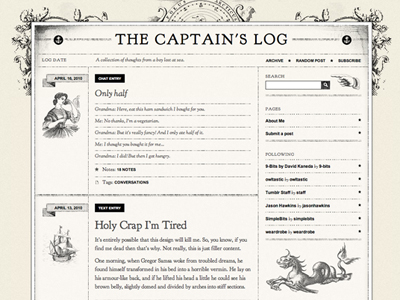 THE CAPTAIN'S LOG
LOG DATE
A collection of thoughts from a boy lost at sea.
ARCHIVE ★ RANDOM POST ★ SUBSCRIBE
APRIL 16, 2010
CHAT ENTRY
Only half
Grandma: Here, eat this ham sandwich I bought for you.
Me: No thanks, I'm a vegetarian.
Grandma: But it's really fancy! And I only ate half of it.
Me: I thought you bought it for me...
Grandma: I did! But then I got hungry.
Notes: 19 NOTES
Tags: CONVERSATIONS
APRIL 13, 2010
TEXT ENTRY
Holy Crap I'm Tired
It's entirely possible that this design will kill me. So, you know, if you
find me dead then that's why. Not really, this is just filler content.
One morning, when Gregor Samsa woke from troubled dreams, he
found himself transformed in his bed into a horrible vermin. He lay on
his armour-like back, and if he lifted his head a little he could see his
brown belly, slightly domed and divided by arches into stiff sections.
SEARCH
PAGES
About Me
Submit a post
FOLLOWING
9-Bits by David Kaneda by 9-bits
owltastic by owltastic
Tumblr Staff by staff
Jason Hawkins by jasonhawkins
SimpleBits by simplebits
weardrobe by weardrobe